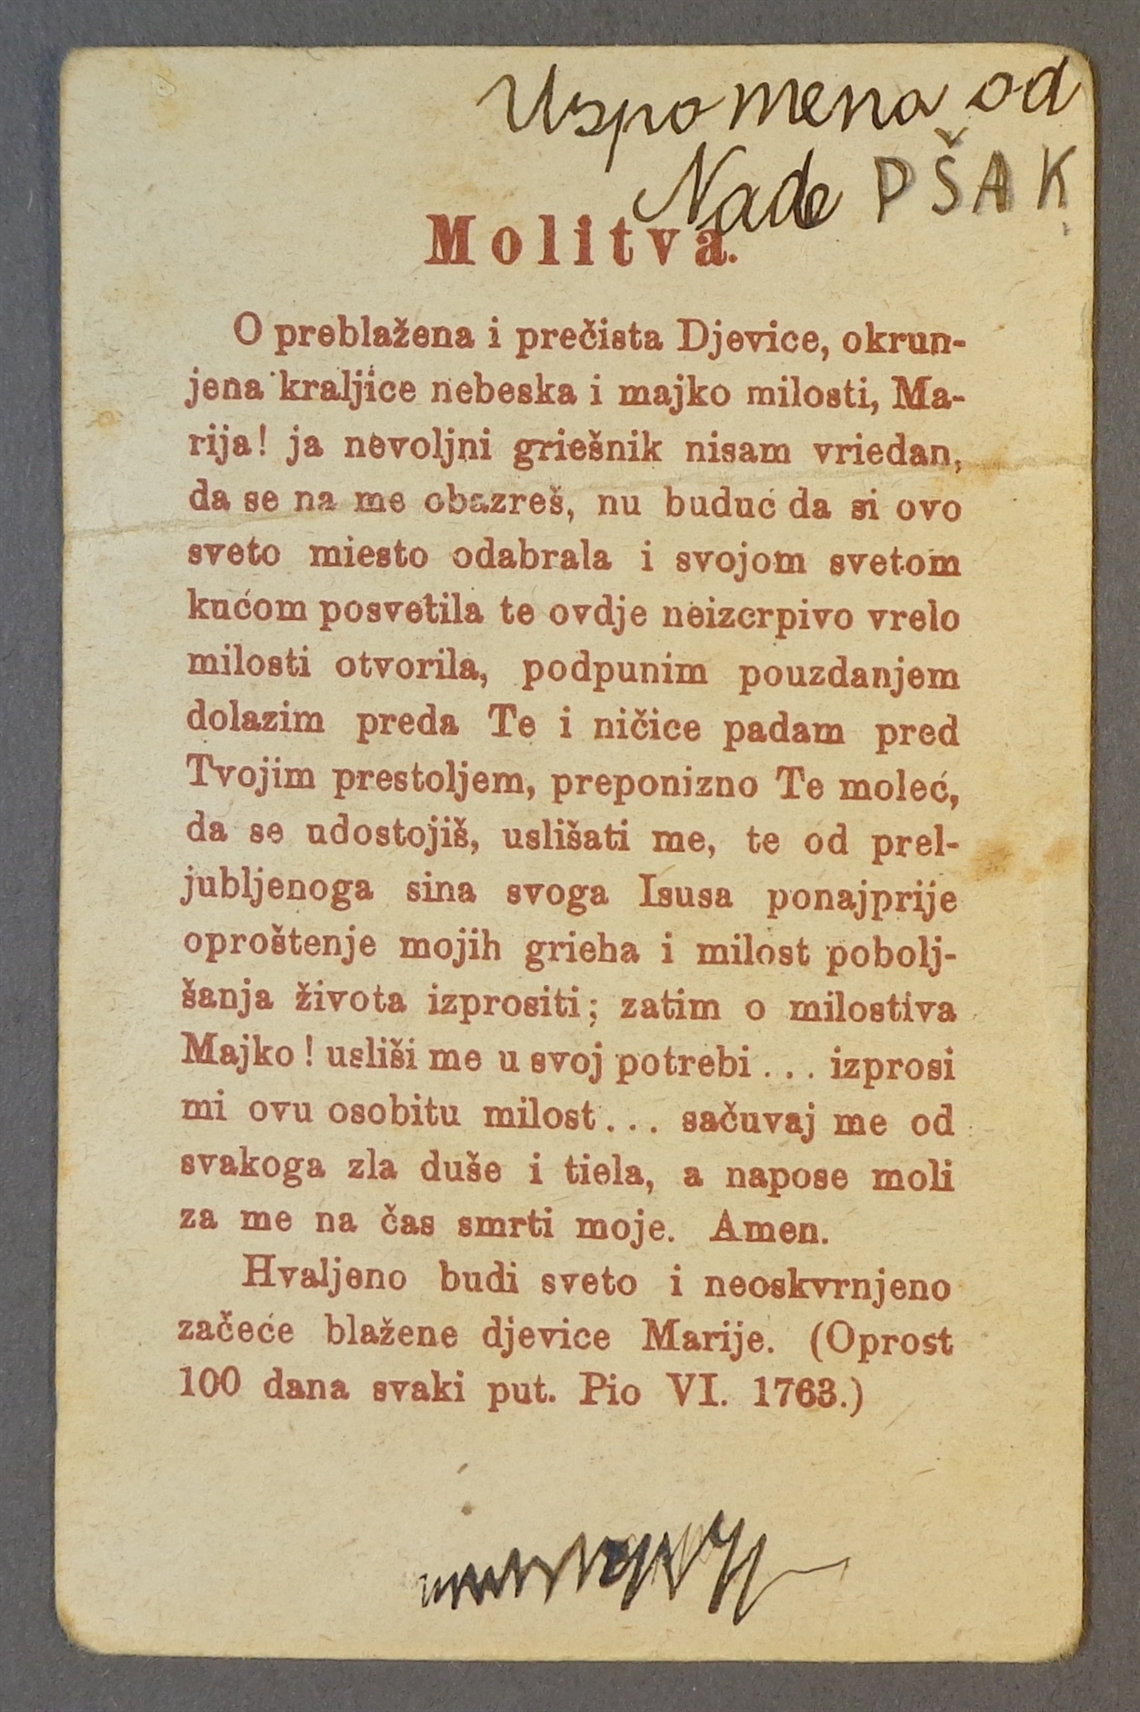 Uspomena od
Nade PŠAK
Molitva.
O preblažena i prečista Djevice, okrun-
jena kraljice nebeska i majko milosti, Ma-
rija! ja nevoljni griešnik nisam vriedan,
da se na me obazreš, nu buduć da si ovo
sveto miesto odabrala i svojom svetom
kućom posvetila te ovdje neizcrpivo vrelo
milosti otvorila, podpunim pouzdanjem
dolazim preda Te i ničice padam pred
Tvojim prestoljem, preponizno Te moleć,
da se udostojiš, uslišati me, te od prel-
jubljenoga sina svoga Isusa ponajprije
oproštenje mojih grieha i milost pobolj-
šanja života izprositi; zatim o milostiva
Majko! usliši me u svoj potrebi... izprosi
mi ovu osobitu milost... sačuvaj me od
svakoga zla duše i tiela, a napose moli
za me na čas smrti moje. Amen.
Hvaljeno budi sveto i neoskvrnjeno
začeće blažene djevice Marije. (Oprost
100 dana svaki put. Pio VI. 1763.)